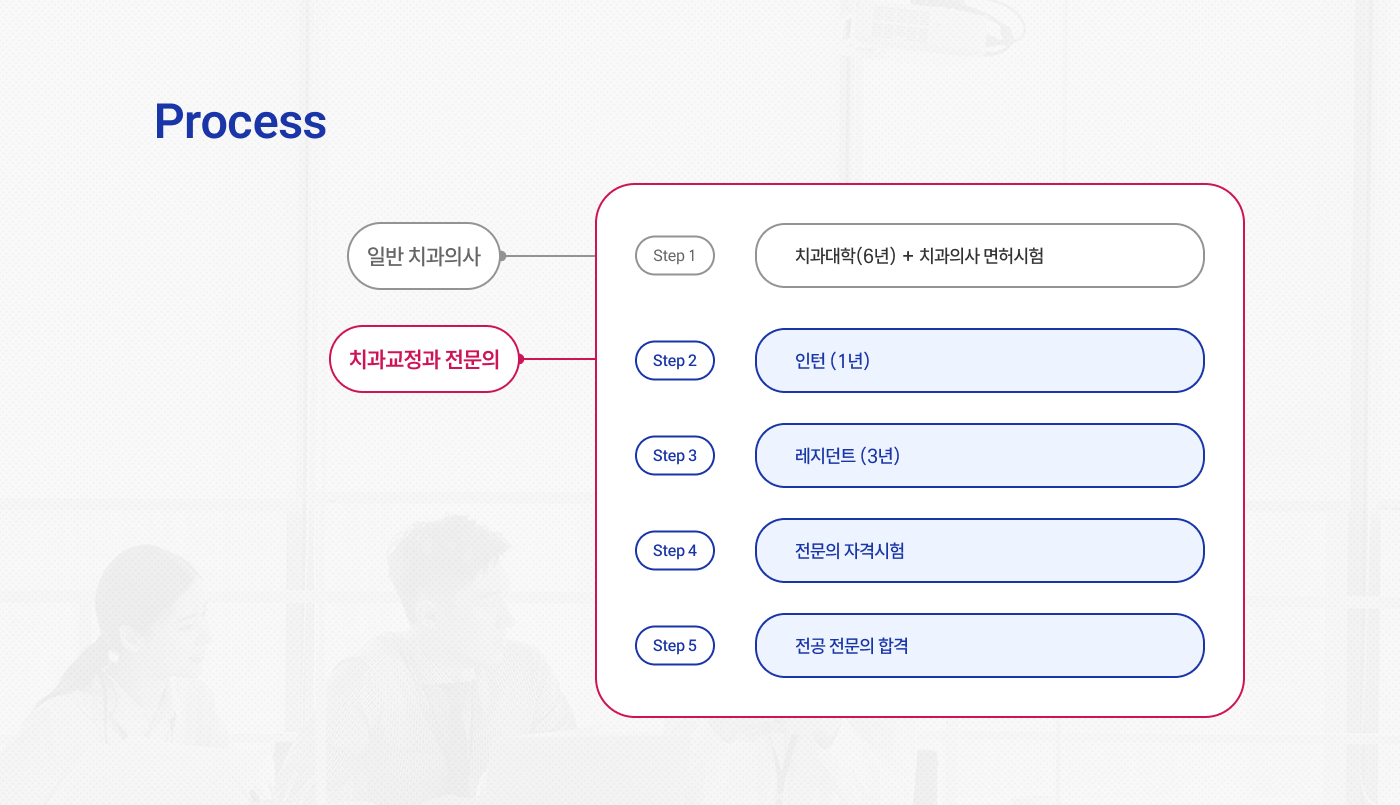 Process
일반 치과의사
치과교정과 전문의
Step 1
치과대학(6년) + 치과의사 면허시험
Step 2
인턴 (1년)
Step 3
레지던트 (3년)
Step 4
전문의 자격시험
Step 5
전공 전문의 합격